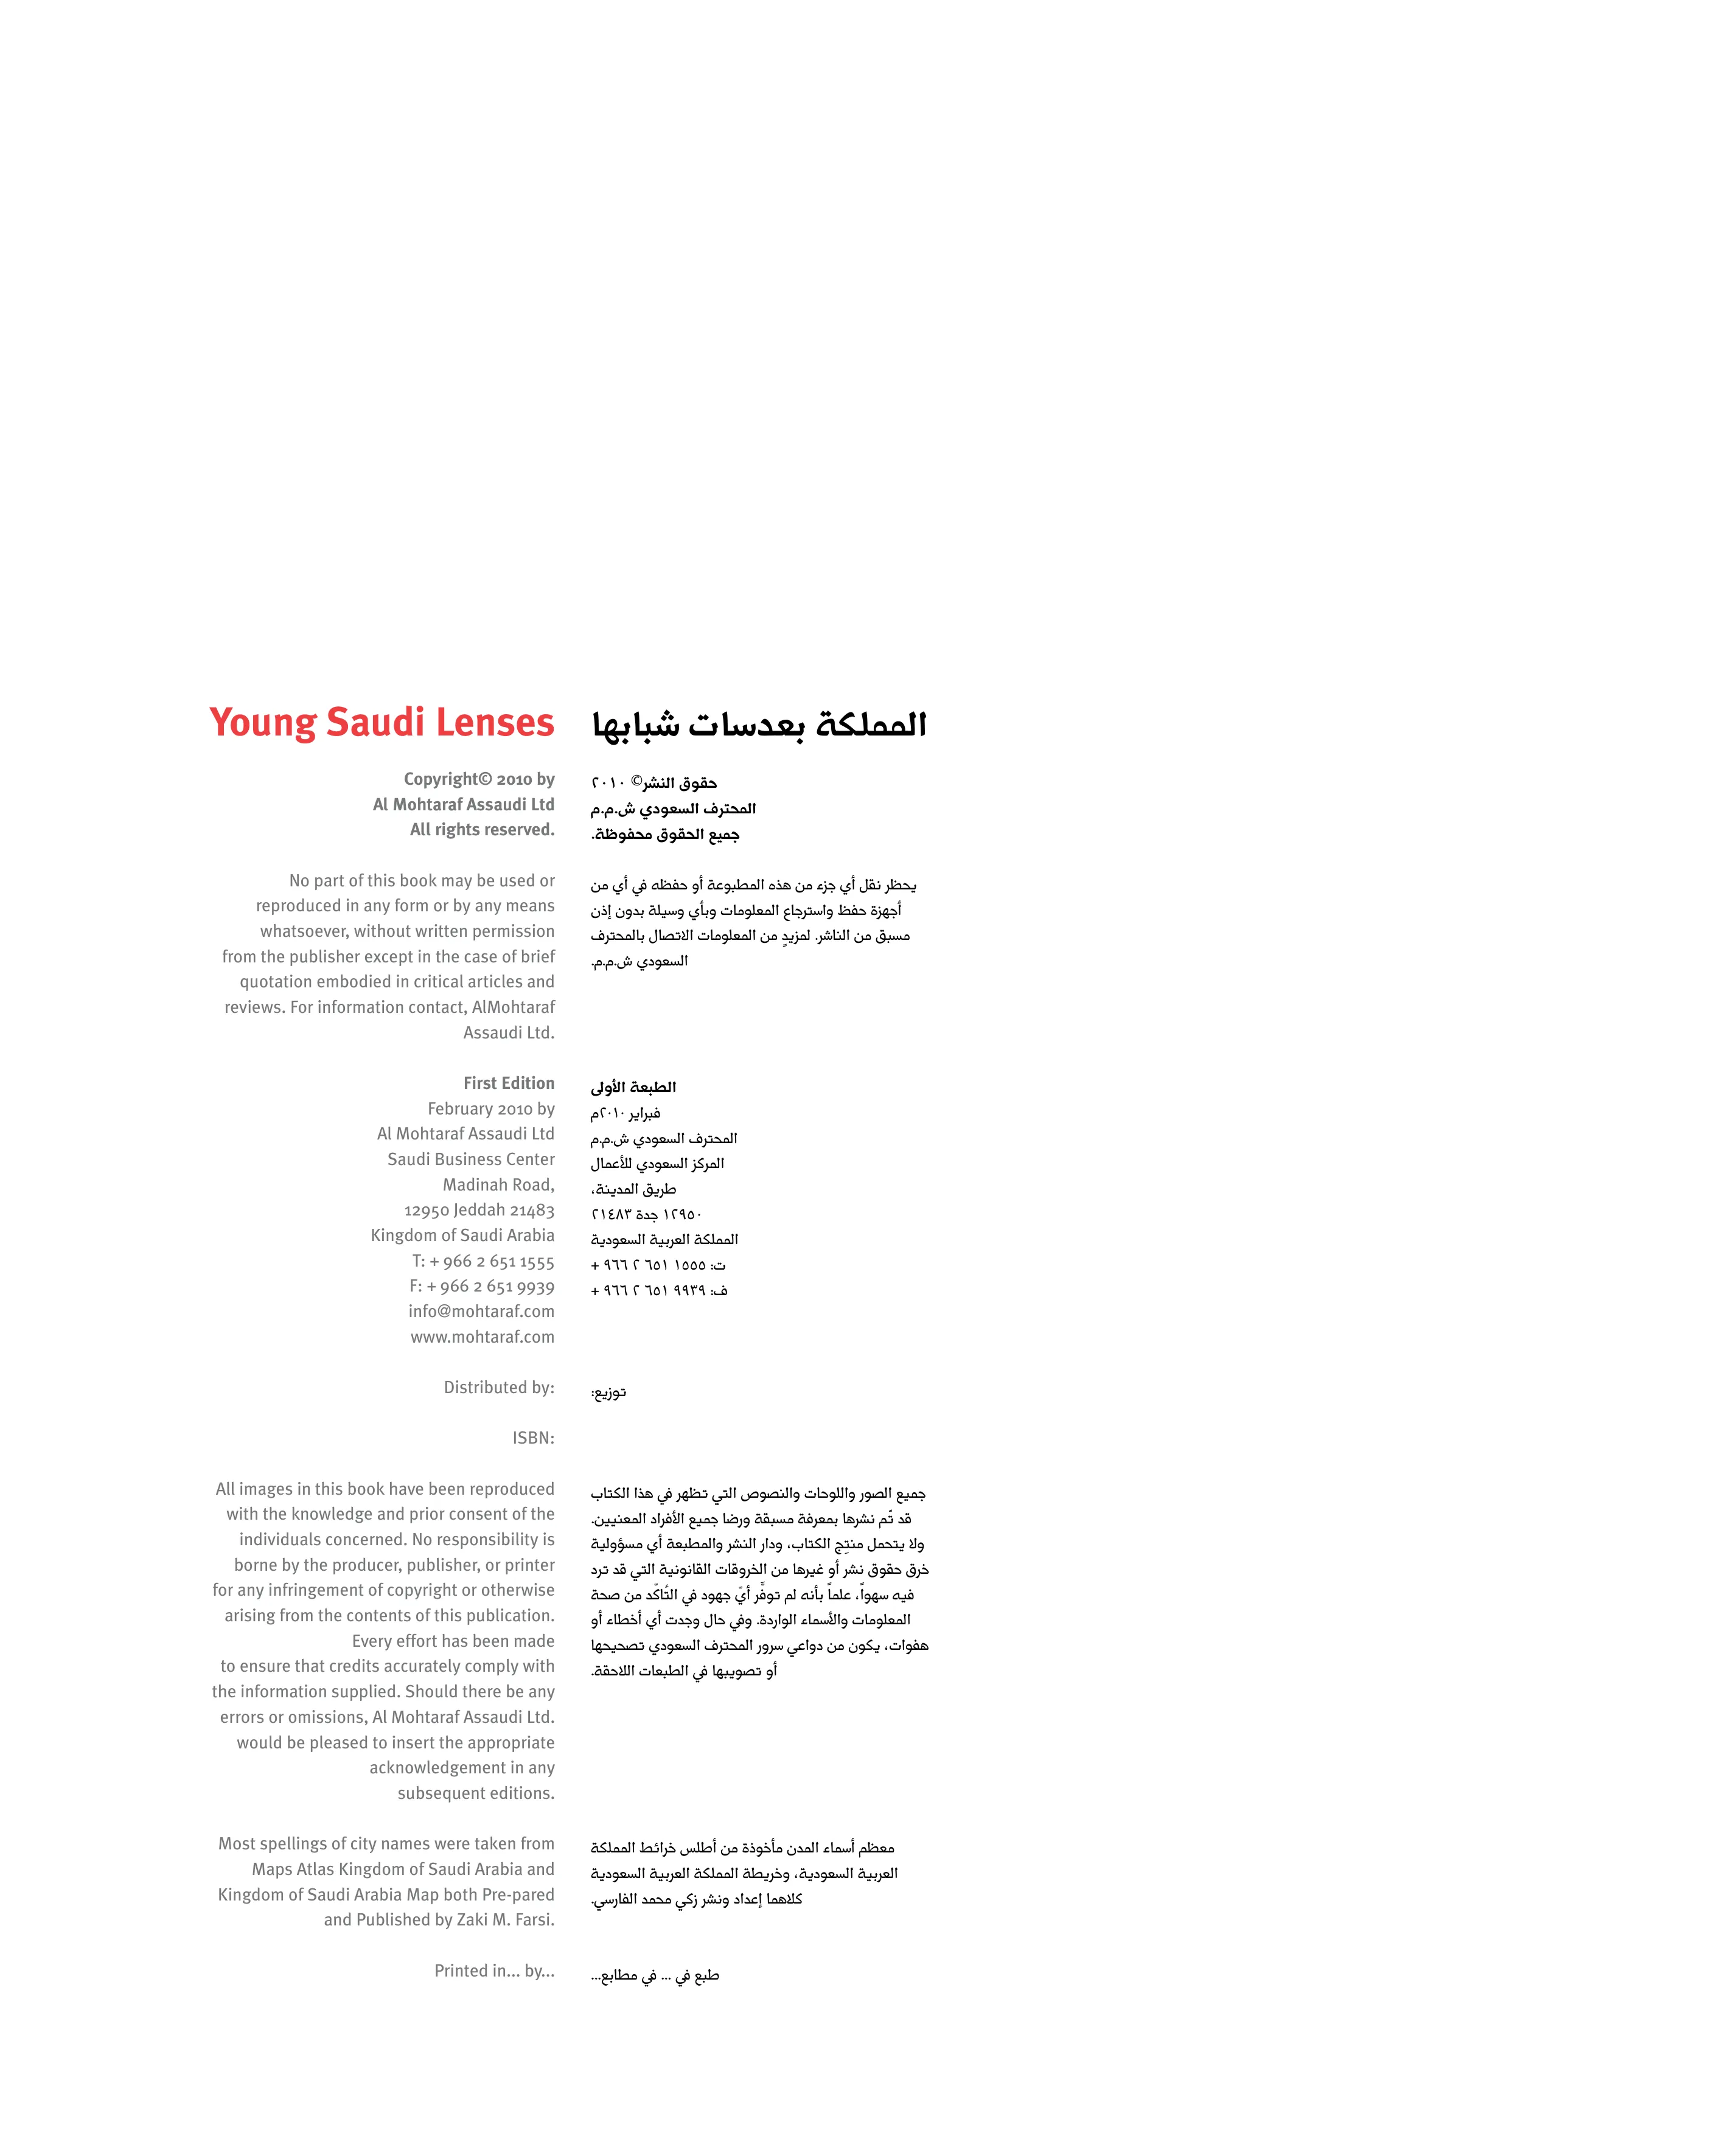 Young Saudi Lenses
Copyright© 2010 by
Al Mohtaraf Assaudi Ltd
All rights reserved.
No part of this book may be used or
reproduced in any form or by any means
whatsoever, without written permission
from the publisher except in the case of brief
quotation embodied in critical articles and
reviews. For information contact, AlMohtaraf
Assaudi Ltd.
First Edition
February 2010 by
Al Mohtaraf Assaudi Ltd
Saudi Business Center
Madinah Road,
12950 Jeddah 21483
Kingdom of Saudi Arabia
T: + 966 2 651 1555
F: + 966 2 651 9939
info@mohtaraf.com
www.mohtaraf.com
Distributed by:
ISBN:
All images in this book have been reproduced
with the knowledge and prior consent of the
individuals concerned. No responsibility is
borne by the producer, publisher, or printer
for any infringement of copyright or otherwise
arising from the contents of this publication.
Every effort has been made
to ensure that credits accurately comply with
the information supplied. Should there be any
errors or omissions, Al Mohtaraf Assaudi Ltd.
would be pleased to insert the appropriate
acknowledgement in any
subsequent editions.
Most spellings of city names were taken from
Maps Atlas Kingdom of Saudi Arabia and
Kingdom of Saudi Arabia Map both Pre-pared
and Published by Zaki M. Farsi.
Printed in... by...
المملكة بعدسات شبابها
حقوق النشر© ٢٠١٠
المحترف السعودي ش.م.م
جميع الحقوق محفوظة.
يحظر نقل أي جزء من هذه المطبوعة أو حفظه في أي من
أجهزة حفظ واسترجاع المعلومات وبأي وسيلة بدون إذن
مسبق من الناشر. لمزيدٍ من المعلومات الاتصال بالمحترف
السعودي ش.م.م.
الطبعة الأولى
فبراير ٢٠١٠م
المحترف السعودي ش.م.م
المركز السعودي للأعمال
طريق المدينة،
١٢٩٥٠ جدة ٢١٤٨٣
المملكة العربية السعودية
ت: ١٥٥٥ ٦٥١ ٢ ٩٦٦ +
ف: ٩٩٣٩ ٦٥١ ٢ ٩٦٦ +
توزيع:
جميع الصور واللوحات والنصوص التي تظهر في هذا الكتاب
قد تّم نشرها بمعرفة مسبقة ورضا جميع الأفراد المعنيين.
ولا يتحمل منتِج الكتاب، ودار النشر والمطبعة أي مسؤولية
خرق حقوق نشر أو غيرها من الخروقات القانونية التي قد ترد
فيه سهواً، علماً بأنه لم توفَّر أيّ جهود في التّأكّد من صحة
المعلومات والأسماء الواردة. وفي حال وجدت أي أخطاء أو
هفوات، يكون من دواعي سرور المحترف السعودي تصحيحها
أو تصويبها في الطبعات اللاحقة.
معظم أسماء المدن مأخوذة من أطلس خرائط المملكة
العربية السعودية، وخريطة المملكة العربية السعودية
كلاهما إعداد ونشر زكي محمد الفارسي.
طبع في ... في مطابع...